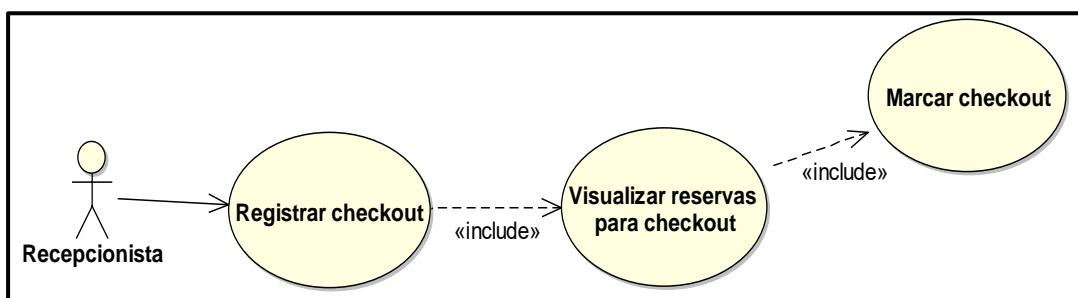 Recepcionista
Registrar checkout
«include»
Visualizar reservas
para checkout
«include»
Marcar checkout